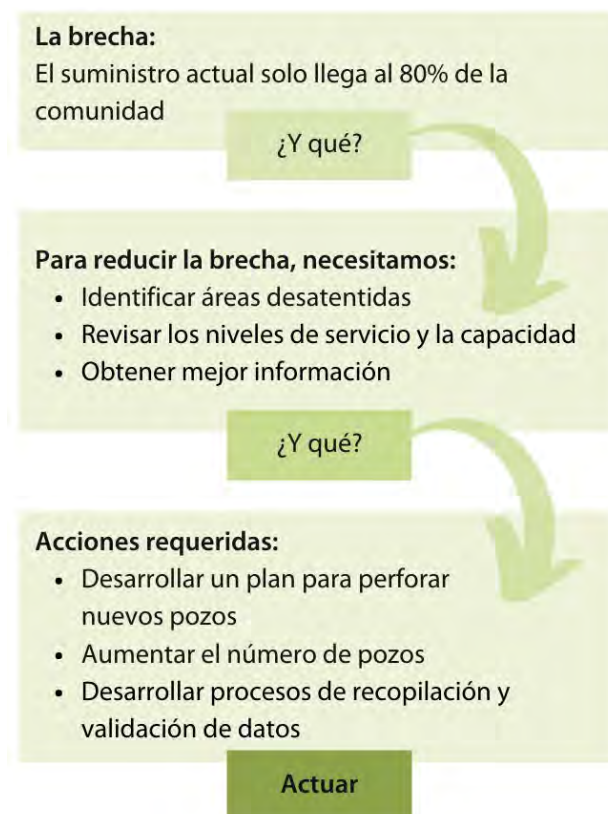 La brecha:
El suministro actual solo llega al 80% de la
comunidad
¿Y qué?
Para reducir la brecha, necesitamos:
• Identificar áreas desatentidas
• Revisar los niveles de servicio y la capacidad
• Obtener mejor información
¿Y qué?
Acciones requeridas:
• Desarrollar un plan para perforar
nuevos pozos
• Aumentar el número de pozos
• Desarrollar procesos de recopilación y
validación de datos
Actuar